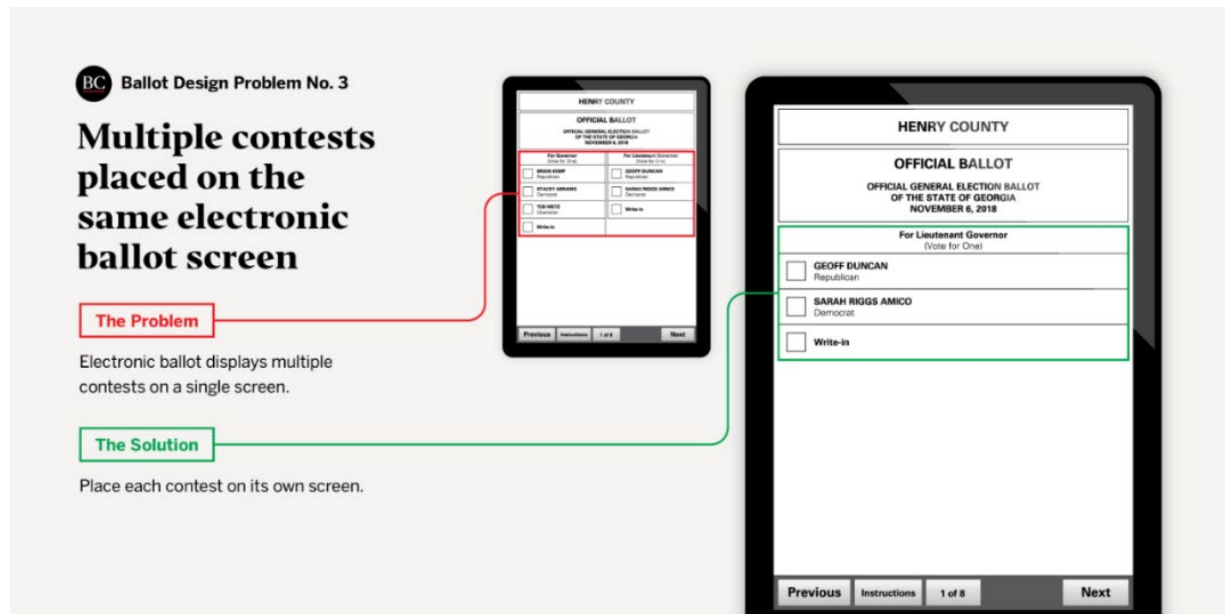 BC Ballot Design Problem No. 3
Multiple contests
placed on the
same electronic
ballot screen
The Problem
Electronic ballot displays multiple
contests on a single screen.
The Solution
Place each contest on its own screen.
HENRY COUNTY
OFFICIAL BALLOT
OFFICIAL GENERAL ELECTION BALLOT
OF THE STATE OF GEORGIA
NOVEMBER 6, 2018
For Governor
(Vote for One)
BRIAN KEMP
Republican
STACEY ABRAMS
Democrat
TED METZ
Libertarian
Write-in
For Lieutenant Governor
(Vote for One)
GEOFF DUNCAN
Republican
SARAH RIGGS AMICO
Democrat
Write-in
Previous Instructions 1 of 8 Next
HENRY COUNTY
OFFICIAL BALLOT
OFFICIAL GENERAL ELECTION BALLOT
OF THE STATE OF GEORGIA
NOVEMBER 6, 2018
For Lieutenant Governor
(Vote for One)
GEOFF DUNCAN
Republican
SARAH RIGGS AMICO
Democrat
Write-in
Previous Instructions 1 of 8 Next